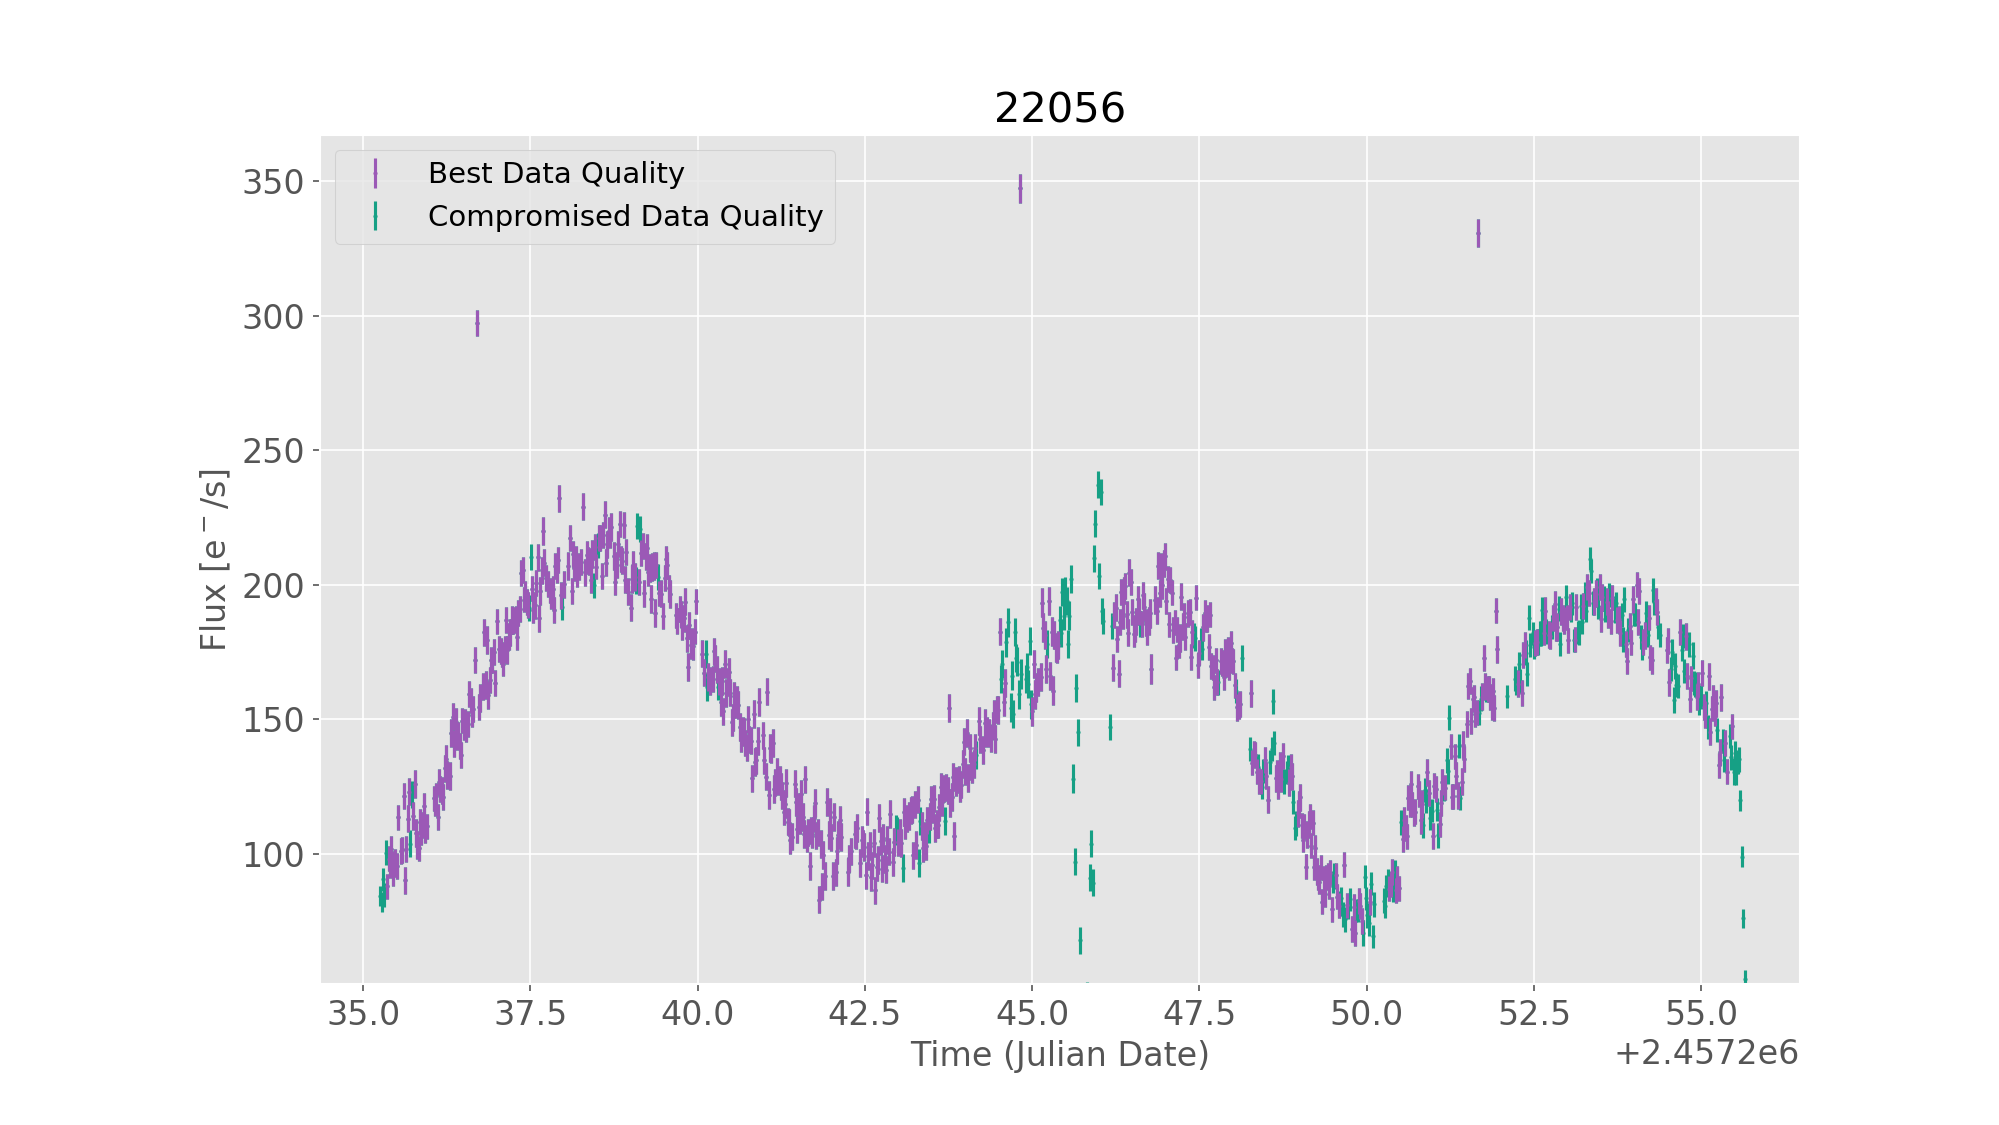 22056
Best Data Quality
Compromised Data Quality
350
300
250
200
150
100
Flux [e⁻/s]
35.0 37.5 40.0 42.5 45.0 47.5 50.0 52.5 55.0
Time (Julian Date)
+2.4572e6